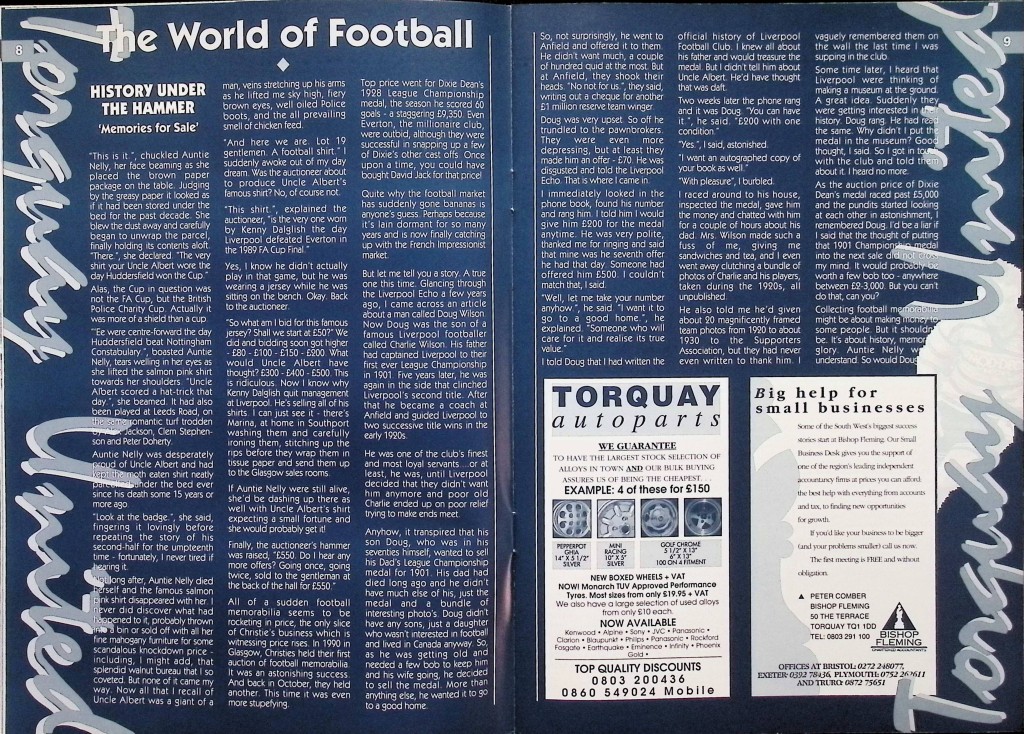 8
The World of Football
HISTORY UNDER
THE HAMMER
'Memories for Sale'
"This is it", chuckled Auntie
Nelly, her face beaming as she
placed the brown paper
package on the table. Judging
by the greasy paper it looked as
if it had been stored under the
bed for the past decade. She
blew the dust away and carefully
began to unwrap the parcel,
finally holding its contents aloft.
"There.", she declared. "The very
shirt your Uncle Albert wore the
day Huddersfield won the Cup."
Alas, the Cup in question was
not the FA Cup, but the British
Police Charity Cup. Actually it
was more of a shield than a cup.
"'Ee were centre-forward the day
Huddersfield beat Nottingham
Constabulary.", boasted Auntie
Nelly, tears welling in her eyes as
she lifted the salmon pink shirt
towards her shoulders. "Uncle
Albert scored a hat-trick that
day.", she beamed. It had also
been played at Leeds Road, on
the same romantic turf trodden
by Alex Jackson, Clem Stephen-
son and Peter Doherty.
Auntie Nelly was desperately
proud of Uncle Albert and had
kept the moth eaten shirt neatly
parcelled under the bed ever
since his death some 15 years or
more ago.
"Look at the badge.", she said,
fingering it lovingly before
repeating the story of his
second-half for the umpteenth
time - fortunately, I never tired if
hearing it.
Not long after, Auntie Nelly died
herself and the famous salmon
pink shirt disappeared with her. I
never did discover what had
happened to it, probably thrown
in a bin or sold off with all her
fine mahogany furniture for some
scandalous knockdown price -
including, I might add, that
splendid walnut bureau that I so
coveted. But none of it came my
way. Now all that I recall of
Uncle Albert was a giant of a
man, veins stretching up his arms
as he lifted me sky high, fiery
brown eyes, well oiled Police
boots, and the all prevailing
smell of chicken feed.
"And here we are. Lot 19
gentlemen. A football shirt." I
suddenly awoke out of my day
dream. Was the auctioneer about
to produce Uncle Albert's
famous shirt? No, of course not.
"This shirt.", explained the
auctioneer, "is the very one worn
by Kenny Dalglish the day
Liverpool defeated Everton in
the 1989 FA Cup Final."
Yes, I know he didn't actually
play in that game, but he was
wearing a jersey while he was
sitting on the bench. Okay. Back
to the auctioneer.
"So what am I bid for this famous
jersey? Shall we start at £50?" We
did and bidding soon got higher
- £80 - £100 - £150 - £200. What
would Uncle Albert have
thought? £300 - £400 - £500. This
is ridiculous. Now I know why
Kenny Dalglish quit management
at Liverpool. He's selling all of his
shirts. I can just see it - there's
Marina, at home in Southport
washing them and carefully
ironing them, stitching up the
rips before they wrap them in
tissue paper and send them up
to the Glasgow sales rooms.
If Auntie Nelly were still alive,
she'd be dashing up there as
well with Uncle Albert's shirt
expecting a small fortune and
she would probably get it!
Finally, the auctioneer's hammer
was raised, "£550. Do I hear any
more offers? Going once, going
twice, sold to the gentleman at
the back of the hall for £550."
All of a sudden football
memorabilia seems to be
rocketing in price, the only slice
of Christie's business which is
witnessing price rises. In 1990 in
Glasgow, Christies held their first
auction of football memorabilia.
It was an astonishing success.
And back in October, they held
another. This time it was even
more stupefying.
Top price went for Dixie Dean's
1928 League Championship
medal, the season he scored 60
goals - a staggering £9,350. Even
Everton, the millionaire club,
were outbid, although they were
successful in snapping up a few
of Dixie's other cast offs. Once
upon a time, you could have
bought David Jack for that price!
Quite why the football market
has suddenly gone bananas is
anyone's guess. Perhaps because
it's lain dormant for so many
years and is now finally catching
up with the French Impressionist
market.
But let me tell you a story. A true
one this time. Glancing through
the Liverpool Echo a few years
ago, I came across an article
about a man called Doug Wilson.
Now Doug was the son of a
famous Liverpool footballer
called Charlie Wilson. His father
had captained Liverpool to their
first ever League Championship
in 1901. Five years later, he was
again in the side that clinched
Liverpool's second title. After
that he became a coach at
Anfield and guided Liverpool to
two successive title wins in the
early 1990s.
He was one of the club's finest
and most loyal servants ...or at
least, he was, until Liverpool
decided that they didn't want
him anymore and poor old
Charlie ended up on poor relief
trying to make ends meet.
Anyhow, it transpired that his
son Doug, who was in his
seventies himself, wanted to sell
his Dad's League Championship
medal for 1901. His dad had
died long ago and he didn't
have much else of his, just the
medal and a bundle of
interesting photo's. Doug didn't
have any sons, just a daughter
who wasn't interested in football
and lived in Canada anyway. So,
as he was getting old and
needed a few bob to keep him
and his wife going, he decided
to sell the medal. More than
anything else, he wanted it to go
to a good home.
So, not surprisingly, he went to
Anfield and offered it to them.
He didn't want much, a couple
of hundred quid at the most. But
at Anfield, they shook their
heads. "No not for us.", they said,
writing out a cheque for another
£1 million reserve team winger.
Doug was very upset. So off he
trundled to the pawnbrokers.
They were even more
depressing, but at least they
made him an offer - £70. He was
disgusted and told the Liverpool
Echo. That is where I came in.
I immediately looked in the
phone book, found his number
and rang him. I told him I would
give him £200 for the medal
anytime. He was very polite,
thanked me for ringing and said
that mine was he seventh offer
he had that day. Someone had
offered him £500. I couldn't
match that, I said.
"Well, let me take your number
anyhow.", he said. "I want it to
go to a good home.", he
explained. "Someone who will
care for it and realise its true
value."
I told Doug that I had written the
official history of Liverpool
Football Club. I knew all about
his father and would treasure the
medal. But I didn't tell him about
Uncle Albert. He'd have thought
that was daft.
Two weeks later the phone rang
and it was Doug. "You can have
it.", he said. "£200 with one
condition."
"Yes.", I said, astonished.
"I want an autographed copy of
your book as well."
"With pleasure", I burbled.
I raced around to his house,
inspected the medal, gave him
the money and chatted with him
for a couple of hours about his
dad. Mrs. Wilson made such a
fuss of me, giving me
sandwiches and tea, and I even
went away clutching a bundle of
photos of Charlie and his players,
taken during the 1920s, all
unpublished.
He also told me he'd given
about 20 magnificently framed
team photos from 1920 to about
1930 to the Supporters
Association, but they had never
even written to thank him. I
vaguely remembered them on
the wall the last time I was
supping in the club.
Some time later, I heard that
Liverpool were thinking of
making a museum at the ground.
A great idea. Suddenly they
were getting interested in their
history. Doug rang. He had read
the same. Why didn't I put the
medal in the museum? Good
thought, I said. So I got in touch
with the club and told them
about it. I heard no more.
As the auction price of Dixie
Dean's medal raced past £5,000
and the pundits started looking
at each other in astonishment, I
remembered Doug. I'd be a liar if
I said that the thought of putting
that 1901 Championship medal
into the next sale did not cross
my mind. It would probably be
worth a few bob too - anywhere
between £2-3,000. But you can't
do that, can you?
Collecting football memorabilia
might be about making money to
some people. But it shouldn't
be. It's about history, memory,
glory. Auntie Nelly would
understand. So would Doug.
9
Torquay United
Torquay United
TORQUAY
autoparts
WE GUARANTEE
TO HAVE THE LARGEST STOCK SELECTION OF
ALLOYS IN TOWN AND OUR BULK BUYING
ASSURES US OF BEING THE CHEAPEST. . .
EXAMPLE: 4 of these for £150
PEPPERPOT
GHIA
14" X 5 1/2"
SILVER
MINI
RACING
10" X 5"
SILVER
GOLF CHROME
5 1/2" X 13"
6" X 13"
100 ON 4 FITMENT
NEW BOXED WHEELS + VAT
NOW! Monarch TUV Approved Performance
Tyres. Most sizes from only £19.95 + VAT
We also have a large selection of used alloys
from only £10 each.
NOW AVAILABLE
Kenwood • Alpine • Sony • JVC • Panasonic •
Clarion • Blaupunkt • Philips • Panasonic • Rockford
Fosgate • Earthquake • Eminence • Infinity • Phoenix
Gold •
TOP QUALITY DISCOUNTS
0803 200436
0860 549024 Mobile
Big help for
small businesses
Some of the South West's biggest success
stories start at Bishop Fleming. Our Small
Business Desk gives you the support of
one of the region's leading independent
accountancy firms at prices you can afford:
the best help with everything from accounts
and tax, to finding new opportunities
for growth.
If you'd like your business to be bigger
(and your problems smaller) call us now.
The first meeting is FREE and without
obligation.
PETER COMBER
BISHOP FLEMING
50 THE TERRACE
TORQUAY TQ1 1DD
TEL: 0803 291 100
BISHOP
FLEMING
OFFICES AT BRISTOL: 0272 248077,
EXETER: 0392 78436, PLYMOUTH: 0752 262611
AND TRURO: 0872 75651